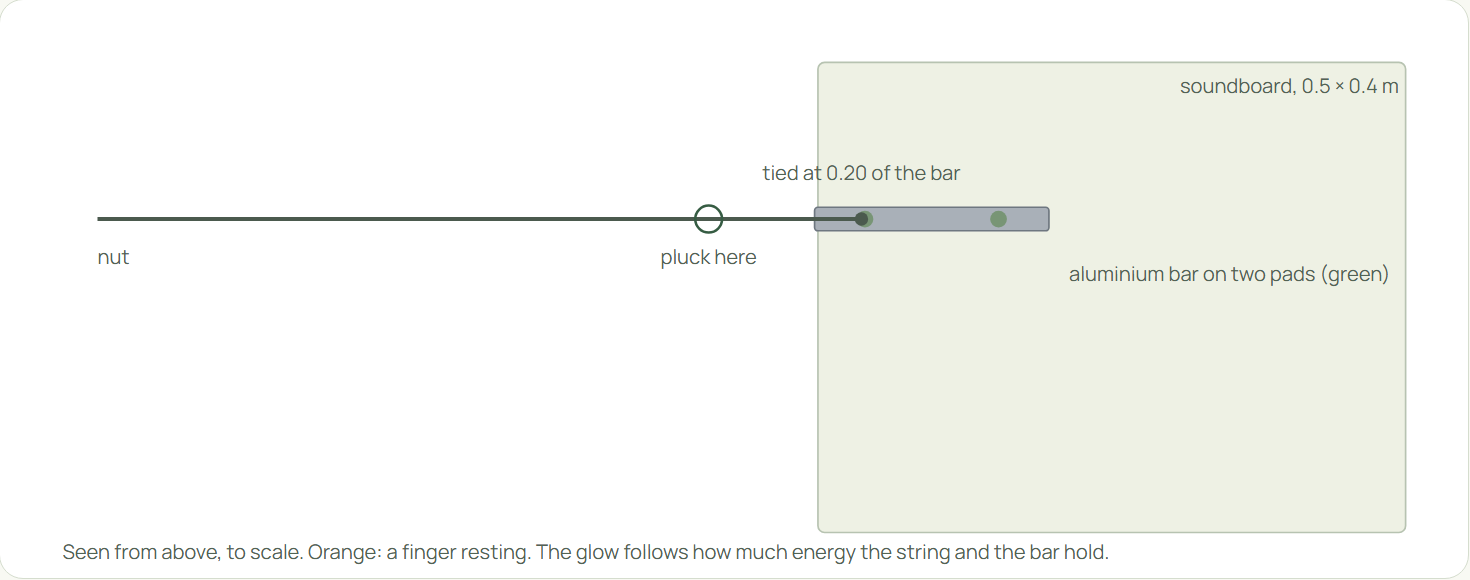 soundboard, 0.5 × 0.4 m
tied at 0.20 of the bar
nut
pluck here
aluminium bar on two pads (green)
Seen from above, to scale. Orange: a finger resting. The glow follows how much energy the string and the bar hold.